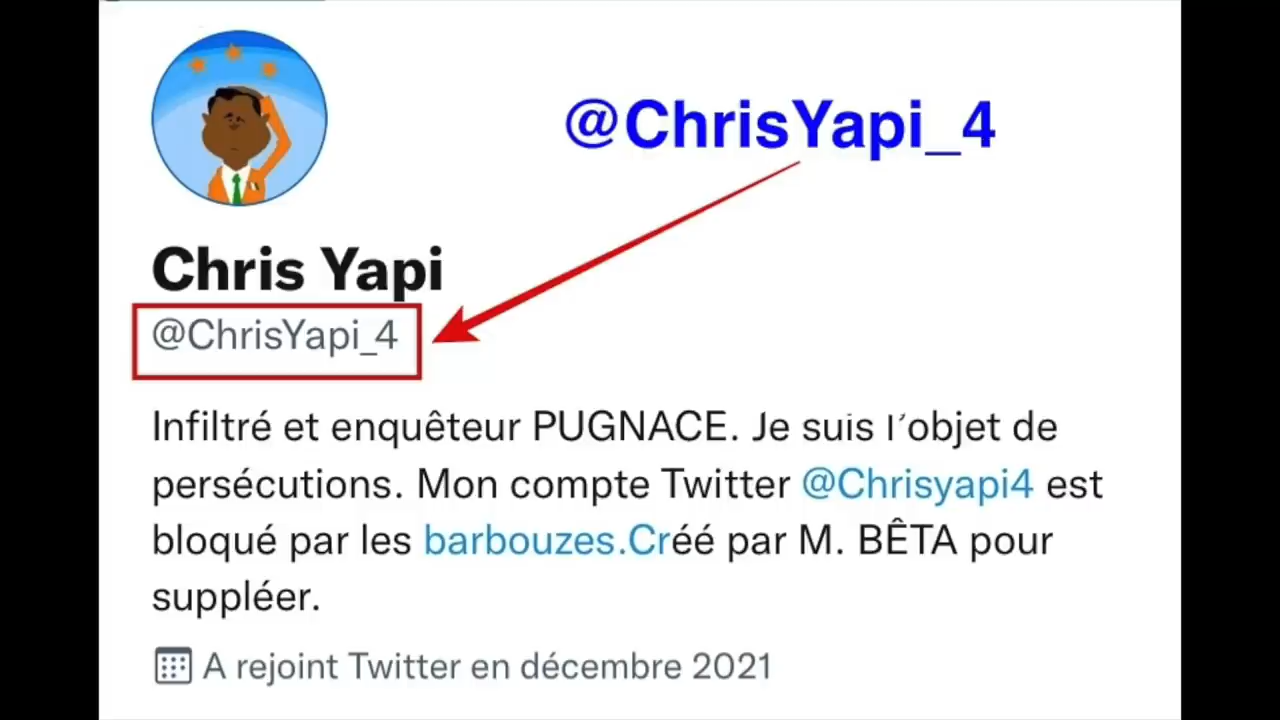 @ChrisYapi_4
Chris Yapi
@ChrisYapi_4
Infiltré et enquêteur PUGNACE. Je suis l'objet de
persécutions. Mon compte Twitter @Chrisyapi4 est
bloqué par les barbouzes.Créé par M. BÊTA pour
suppléer.
A rejoint Twitter en décembre 2021